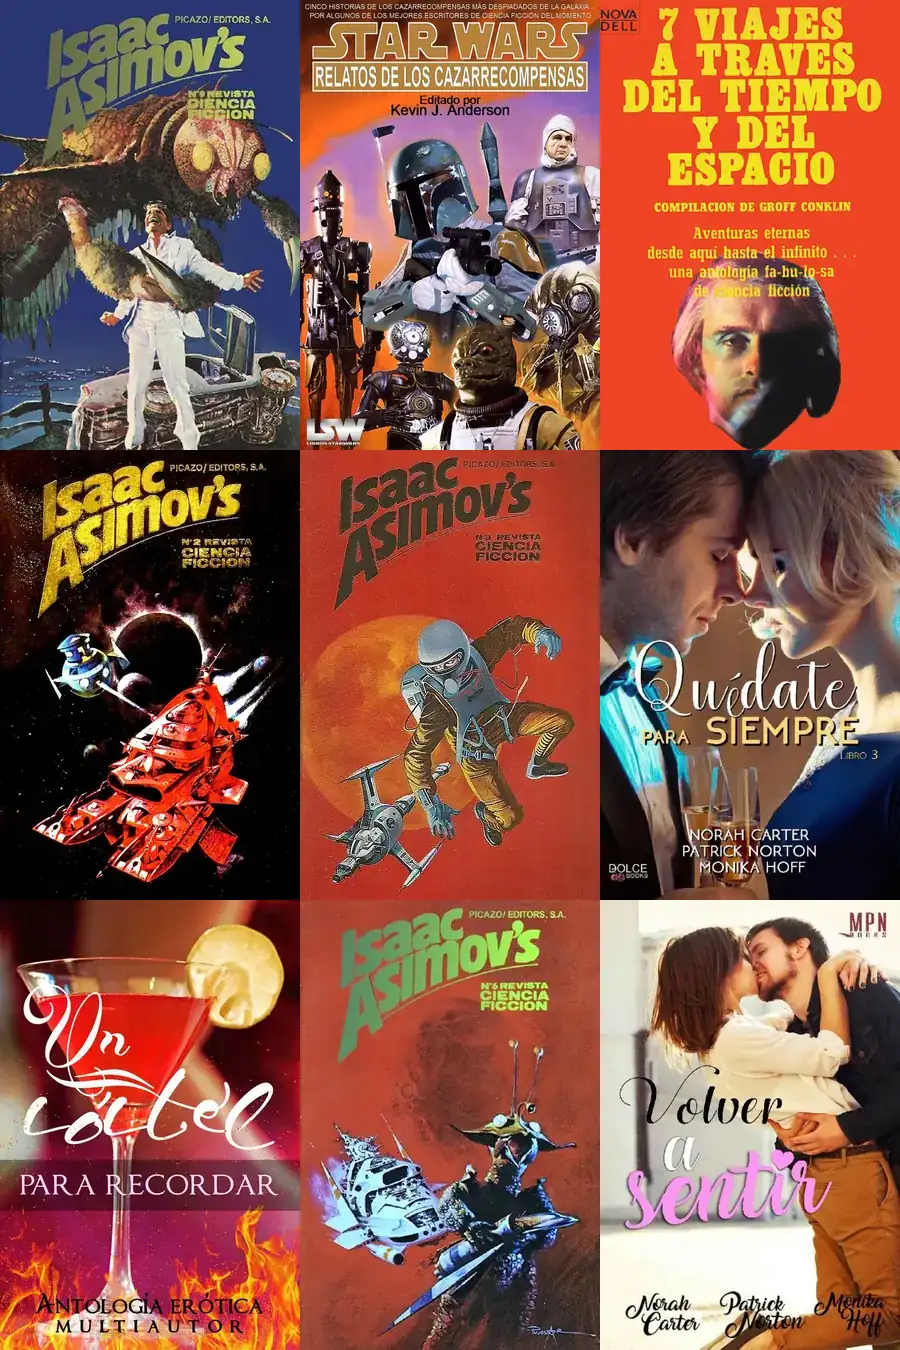 PICAZO/ EDITORS, S.A.
Isaac
Asimov's
Nº9 REVISTA
CIENCIA
FICCION
CINCO HISTORIAS DE LOS CAZARRECOMPENSAS MÁS DESPIADADOS DE LA GALAXIA...
POR ALGUNOS DE LOS MEJORES ESCRITORES DE CIENCIA FICCIÓN DEL MOMENTO
STAR WARS
RELATOS DE LOS CAZARRECOMPENSAS
Editado por
Kevin J. Anderson
LSW
LIBROS STAR WARS
NOVA
DELL
7 VIAJES
A TRAVES
DEL TIEMPO
Y DEL
ESPACIO
COMPILACION DE GROFF CONKLIN
Aventuras eternas
desde aquí hasta el infinito . . .
una antología fa-bu-lo-sa
de ciencia ficción
PICAZO/ EDITORS, S.A.
Isaac
Asimov's
Nº2 REVISTA
CIENCIA
FICCION
PICAZO/ EDITORS, S.A.
Isaac
Asimov's
Nº3 REVISTA
CIENCIA
FICCION
Quédate
PARA SIEMPRE
LIBRO 3
NORAH CARTER
PATRICK NORTON
MONIKA HOFF
DOLCE
BOOKS
Un
cóctel
PARA RECORDAR
ANTOLOGÍA ERÓTICA
MULTIAUTOR
PICAZO/ EDITORS, S.A.
Isaac
Asimov's
Nº6 REVISTA
CIENCIA
FICCION
MPN
BOOKS
Volver
a
sentir
Norah
Carter
Patrick
Norton
Monika
Hoff